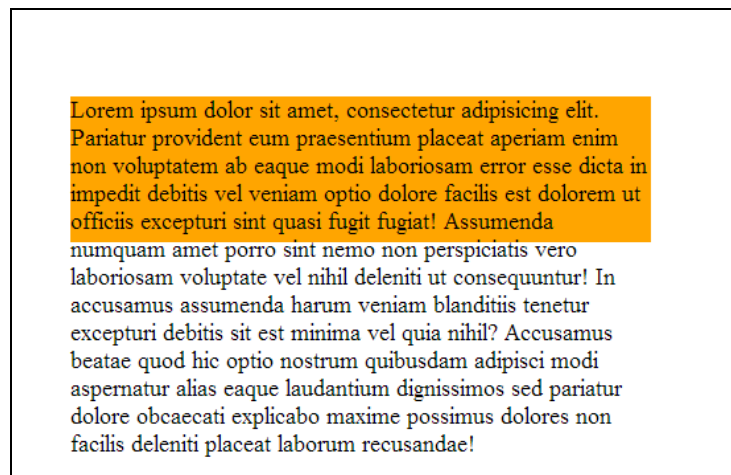 Lorem ipsum dolor sit amet, consectetur adipisicing elit.
Pariatur provident eum praesentium placeat aperiam enim
non voluptatem ab eaque modi laboriosam error esse dicta in
impedit debitis vel veniam optio dolore facilis est dolorem ut
officiis excepturi sint quasi fugit fugiat! Assumenda
numquam amet porro sint nemo non perspiciatis vero
laboriosam voluptate vel nihil deleniti ut consequuntur! In
accusamus assumenda harum veniam blanditiis tenetur
excepturi debitis sit est minima vel quia nihil? Accusamus
beatae quod hic optio nostrum quibusdam adipisci modi
aspernatur alias eaque laudantium dignissimos sed pariatur
dolore obcaecati explicabo maxime possimus dolores non
facilis deleniti placeat laborum recusandae!